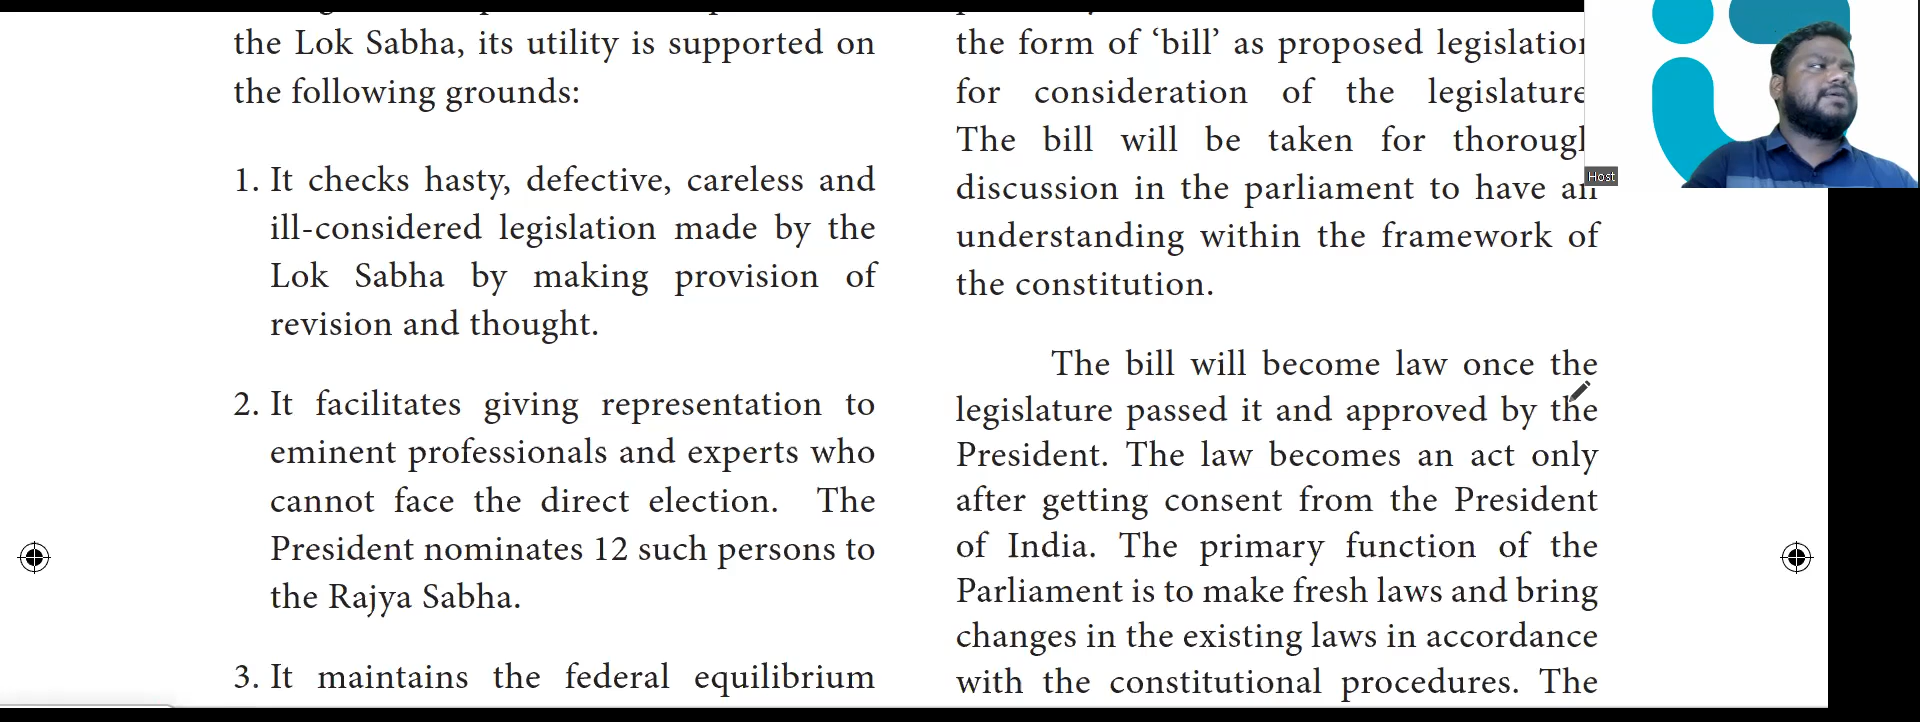 the Lok Sabha, its utility is supported on
the following grounds:
1. It checks hasty, defective, careless and
ill-considered legislation made by the
Lok Sabha by making provision of
revision and thought.
2. It facilitates giving representation to
eminent professionals and experts who
cannot face the direct election. The
President nominates 12 such persons to
the Rajya Sabha.
3. It maintains the federal equilibrium
the form of ‘bill’ as proposed legislation
for consideration of the legislature
The bill will be taken for thorough
discussion in the parliament to have an
understanding within the framework of
the constitution.
The bill will become law once the
legislature passed it and approved by the
President. The law becomes an act only
after getting consent from the President
of India. The primary function of the
Parliament is to make fresh laws and bring
changes in the existing laws in accordance
with the constitutional procedures. The
Host